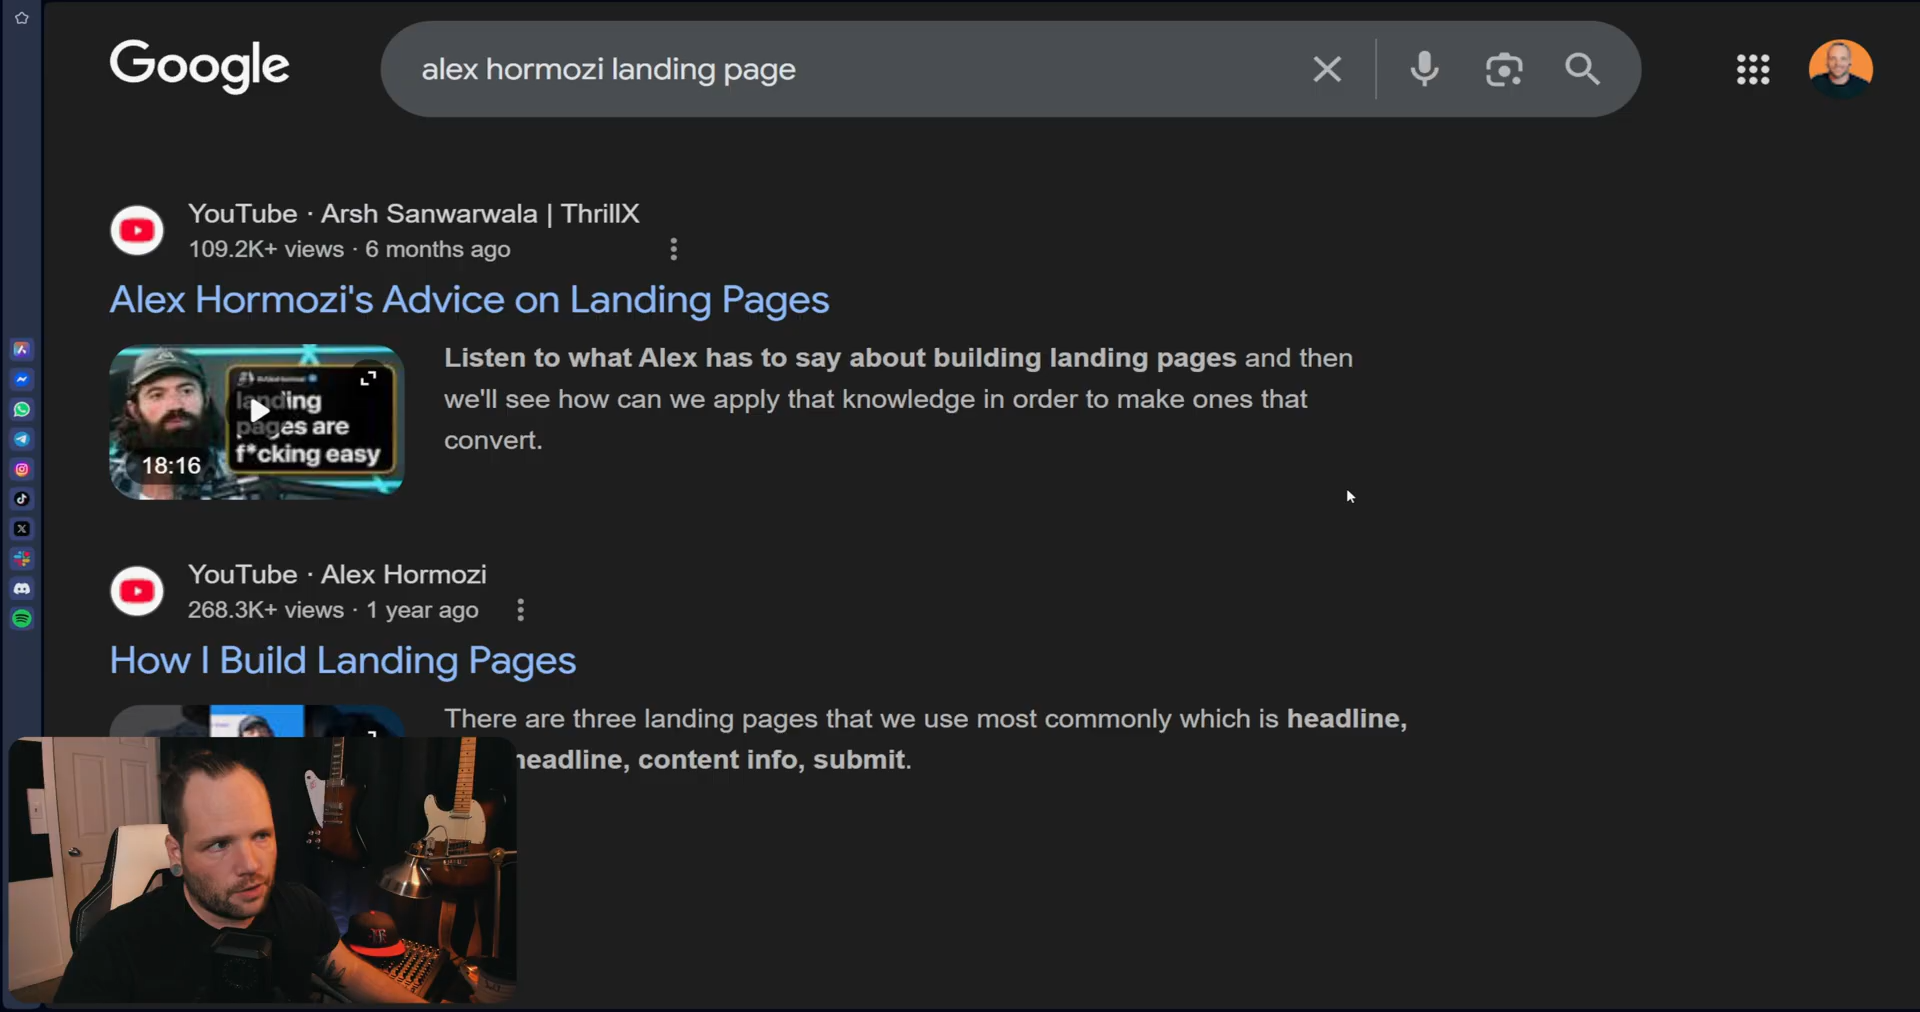 Google
alex hormozi landing page
YouTube · Arsh Sanwarwala | ThrillX
109.2K+ views · 6 months ago
Alex Hormozi's Advice on Landing Pages
landing
pages are
f*cking easy
18:16
Listen to what Alex has to say about building landing pages and then
we'll see how can we apply that knowledge in order to make ones that
convert.
YouTube · Alex Hormozi
268.3K+ views · 1 year ago
How I Build Landing Pages
There are three landing pages that we use most commonly which is headline,
headline, content info, submit.